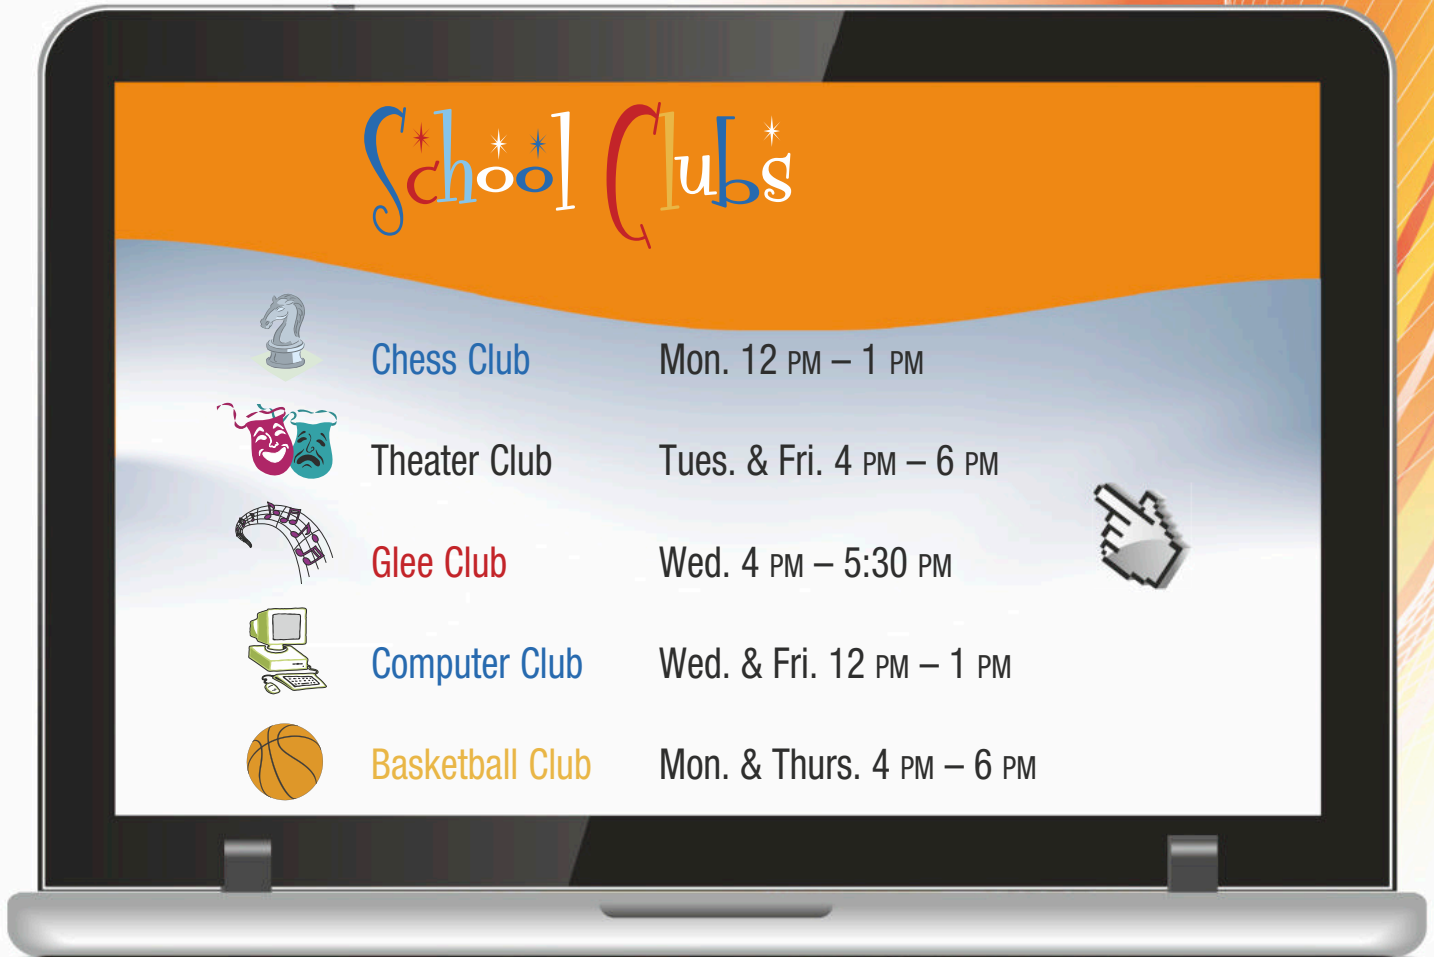 School Clubs
Chess Club Mon. 12 PM – 1 PM
Theater Club Tues. & Fri. 4 PM – 6 PM
Glee Club Wed. 4 PM – 5:30 PM
Computer Club Wed. & Fri. 12 PM – 1 PM
Basketball Club Mon. & Thurs. 4 PM – 6 PM